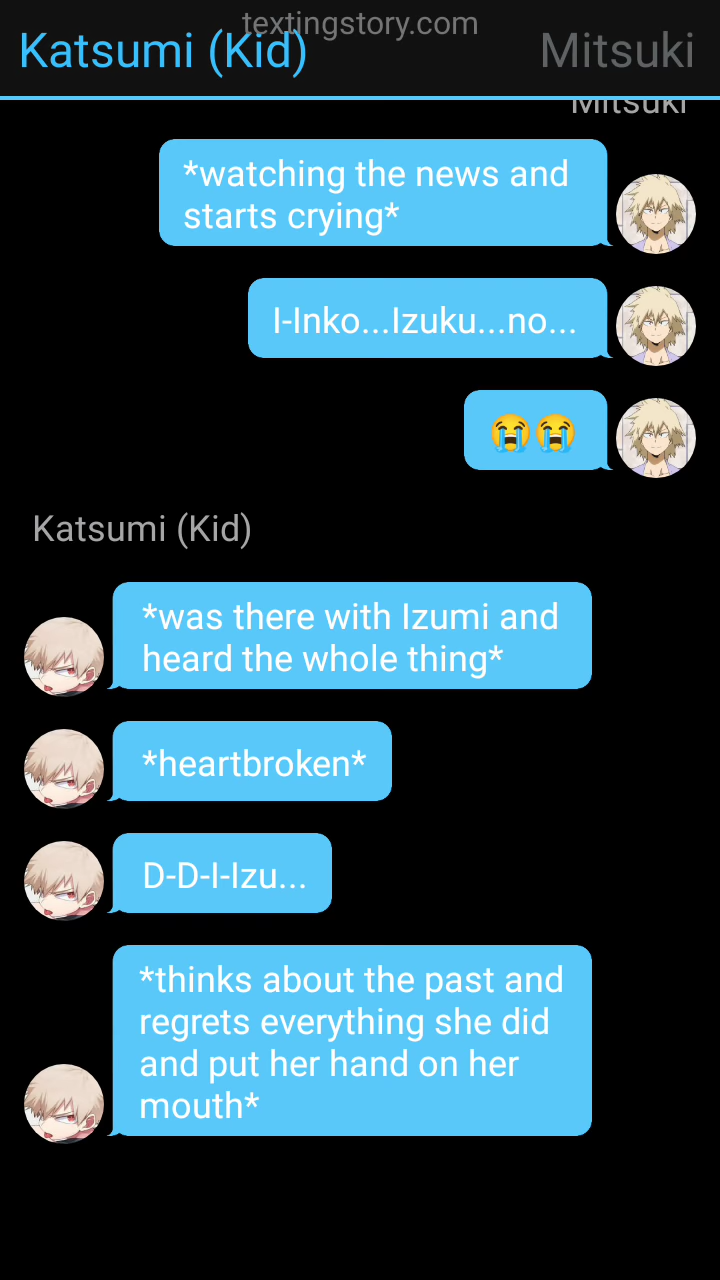 textingstory.com
Katsumi (Kid)
Mitsuki
Mitsuki
*watching the news and
starts crying*
I-Inko...Izuku...no...
😭😭
Katsumi (Kid)
*was there with Izumi and
heard the whole thing*
*heartbroken*
D-D-I-Izu...
*thinks about the past and
regrets everything she did
and put her hand on her
mouth*